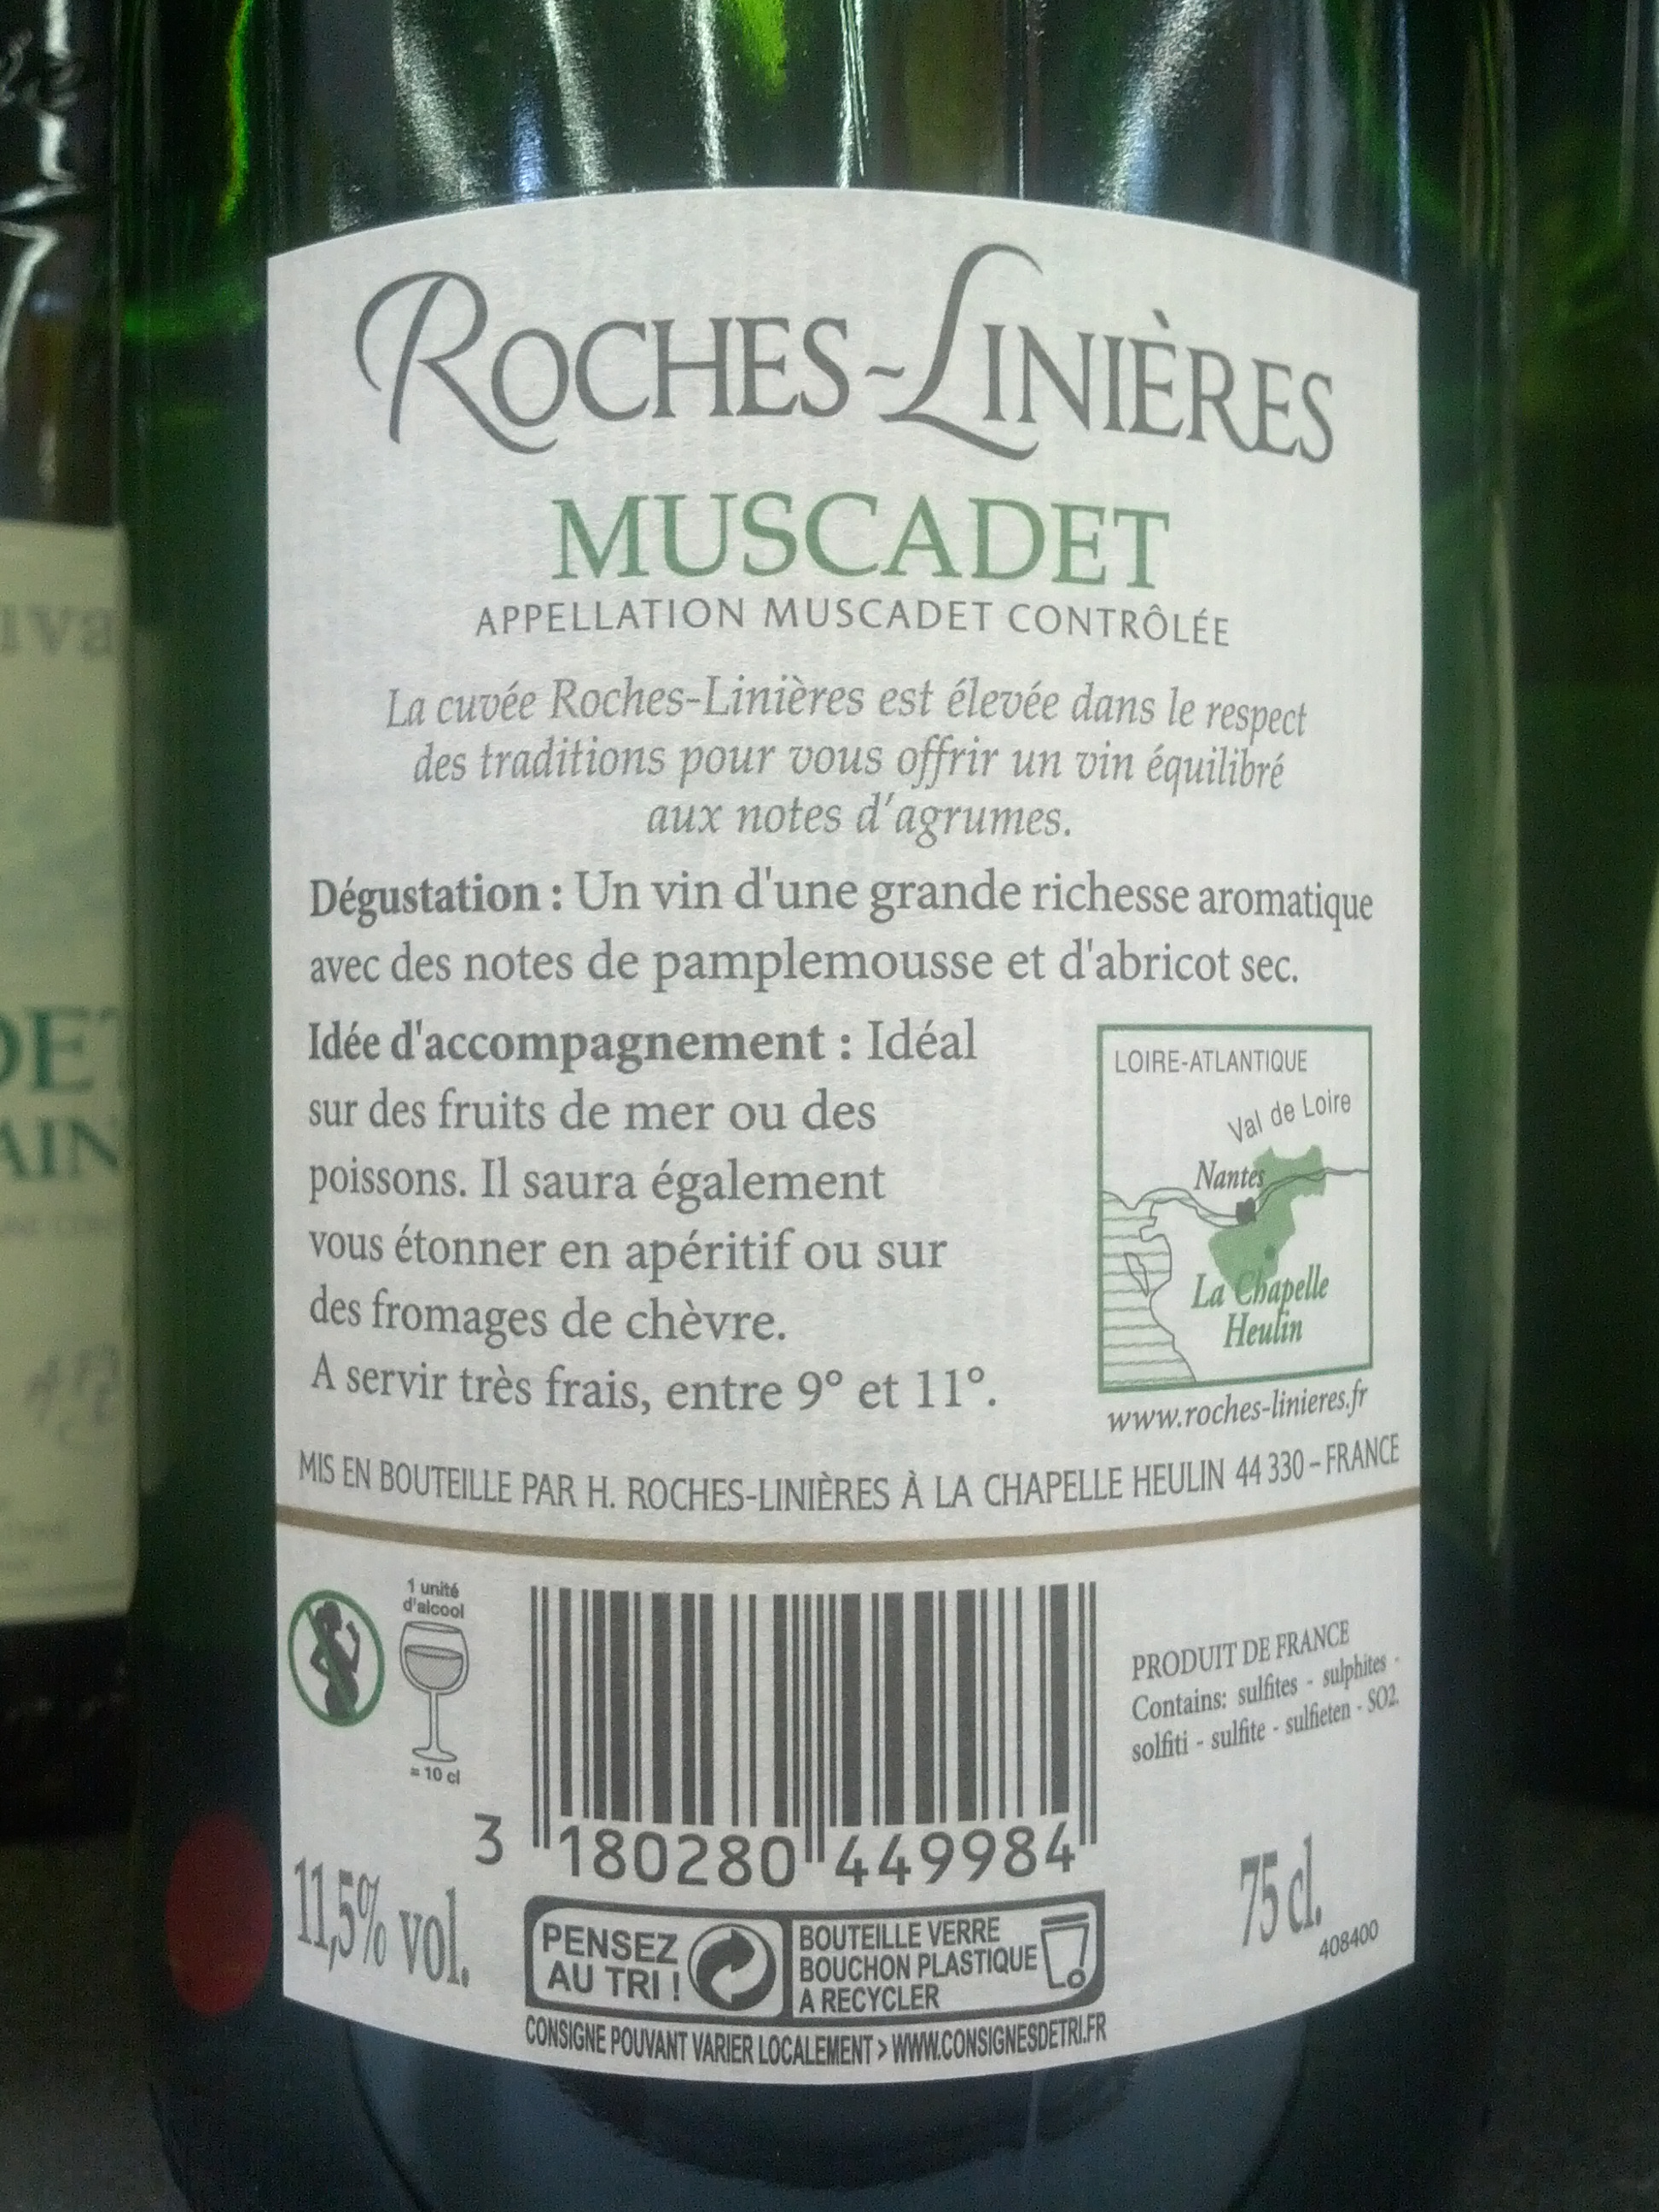 ROCHES-LINIÈRES
MUSCADET
APPELLATION MUSCADET CONTRÔLÉE
La cuvée Roches-Linières est élevée dans le respect
des traditions pour vous offrir un vin équilibré
aux notes d'agrumes.
Dégustation : Un vin d'une grande richesse aromatique
avec des notes de pamplemousse et d'abricot sec.
Idée d'accompagnement : Idéal
sur des fruits de mer ou des
poissons. Il saura également
vous étonner en apéritif ou sur
des fromages de chèvre.
A servir très frais, entre 9° et 11°.
LOIRE-ATLANTIQUE
Val de Loire
Nantes
La Chapelle
Heulin
www.roches-linieres.fr
MIS EN BOUTEILLE PAR H. ROCHES-LINIÈRES À LA CHAPELLE HEULIN 44 330 – FRANCE
1 unité
d'alcool
= 10 cl
3 180280 449984
PRODUIT DE FRANCE
Contains: sulfites - sulphites -
solfiti - sulfite - sulfieten - SO2.
11,5% vol.
75 cl.
408400
PENSEZ
AU TRI !
BOUTEILLE VERRE
BOUCHON PLASTIQUE
A RECYCLER
CONSIGNE POUVANT VARIER LOCALEMENT > WWW.CONSIGNESDETRI.FR